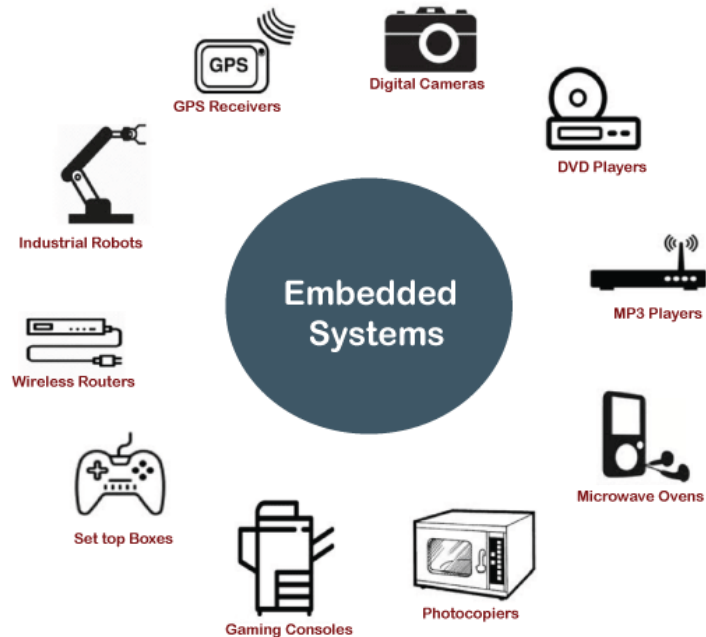 GPS
GPS Receivers
Digital Cameras
DVD Players
Industrial Robots
Embedded
Systems
MP3 Players
Wireless Routers
Microwave Ovens
Set top Boxes
Photocopiers
Gaming Consoles